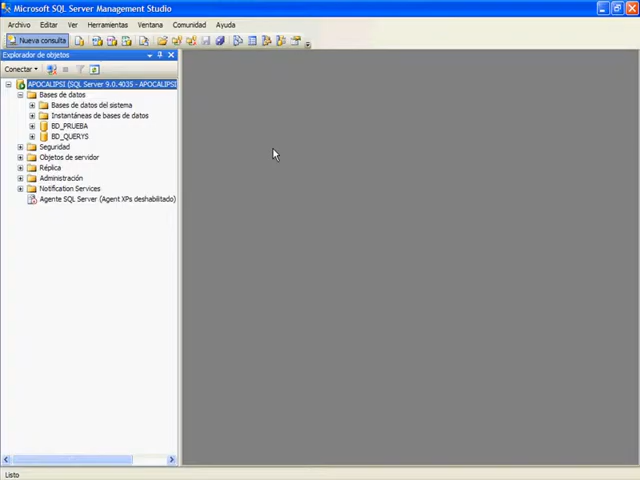 Microsoft SQL Server Management Studio
Archivo Editar Ver Herramientas Ventana Comunidad Ayuda
Nueva consulta
Explorador de objetos
Conectar
APOCALIPSI (SQL Server 9.0.4035 - APOCALIPSI
Bases de datos
Bases de datos del sistema
Instantáneas de bases de datos
BD_PRUEBA
BD_QUERYS
Seguridad
Objetos de servidor
Réplica
Administración
Notification Services
Agente SQL Server (Agent XPs deshabilitado)
Listo